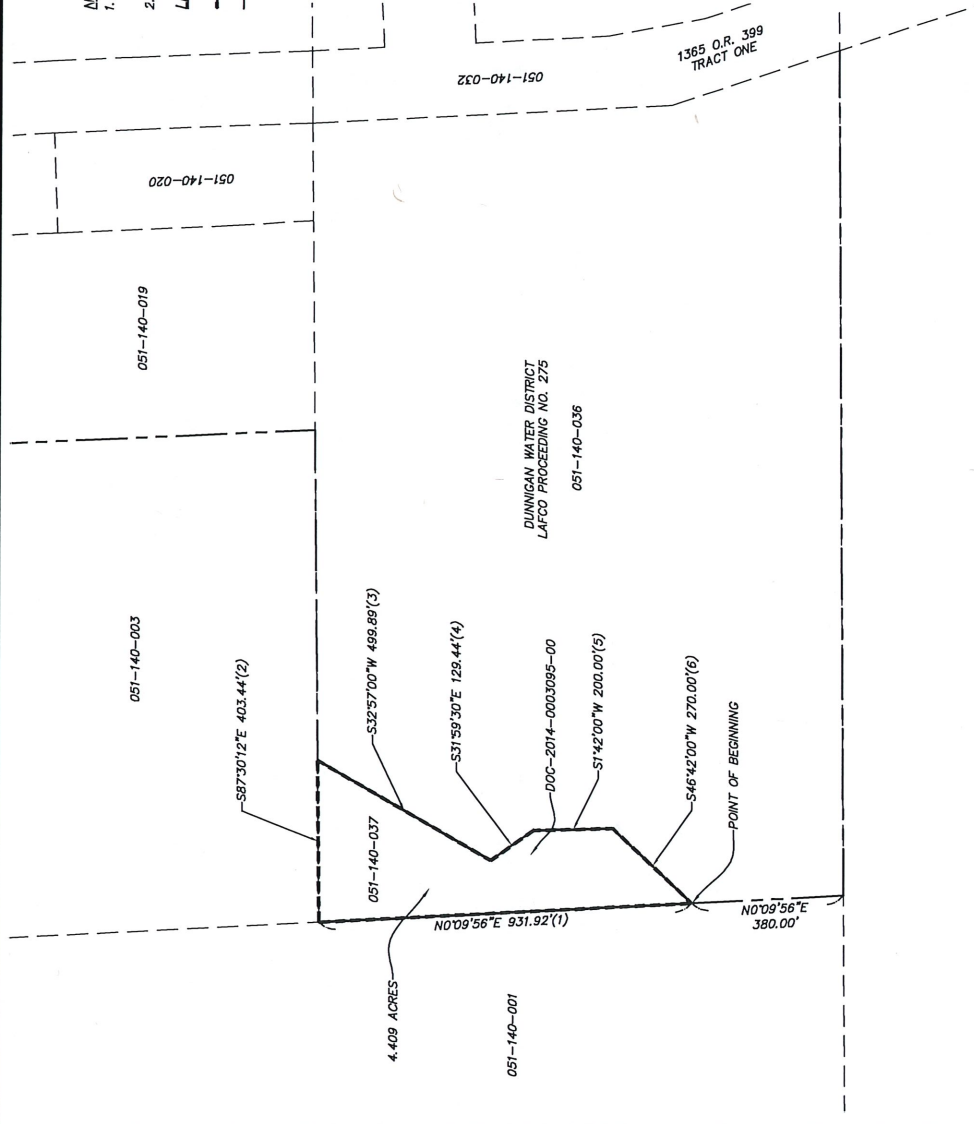 N
1.
2.
L
1365 O.R. 399
TRACT ONE
051-140-032
051-140-020
051-140-019
051-140-003
DUNNIGAN WATER DISTRICT
LAFCO PROCEEDING NO. 275
051-140-036
S87°30'12"E 403.44'(2)
S32°57'00"W 499.89'(3)
S31°59'30"E 129.44'(4)
DOC-2014-0003095-00
S1°42'00"W 200.00'(5)
S46°42'00"W 270.00'(6)
POINT OF BEGINNING
051-140-037
N0°09'56"E 931.92'(1)
N0°09'56"E
380.00'
4.409 ACRES
051-140-001